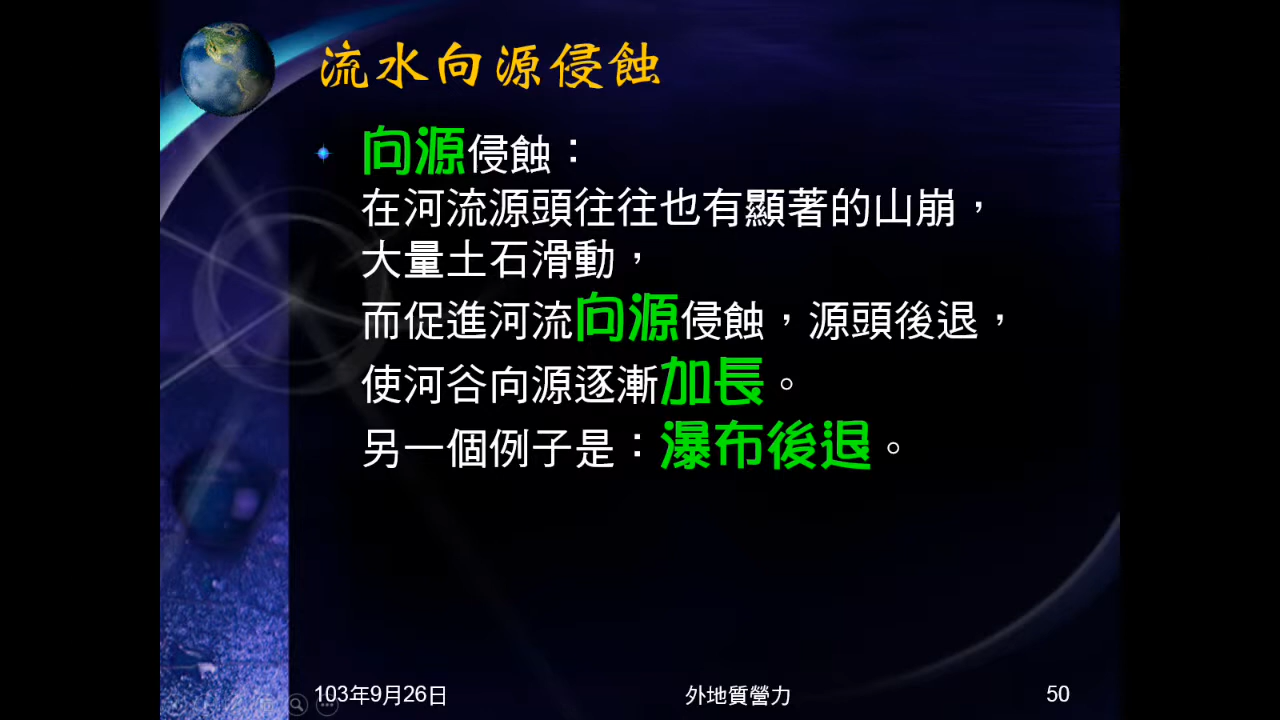 流水向源侵蝕
向源侵蝕：
在河流源頭往往也有顯著的山崩，
大量土石滑動，
而促進河流向源侵蝕，源頭後退，
使河谷向源逐漸加長。
另一個例子是：瀑布後退。
103年9月26日
外地質營力
50